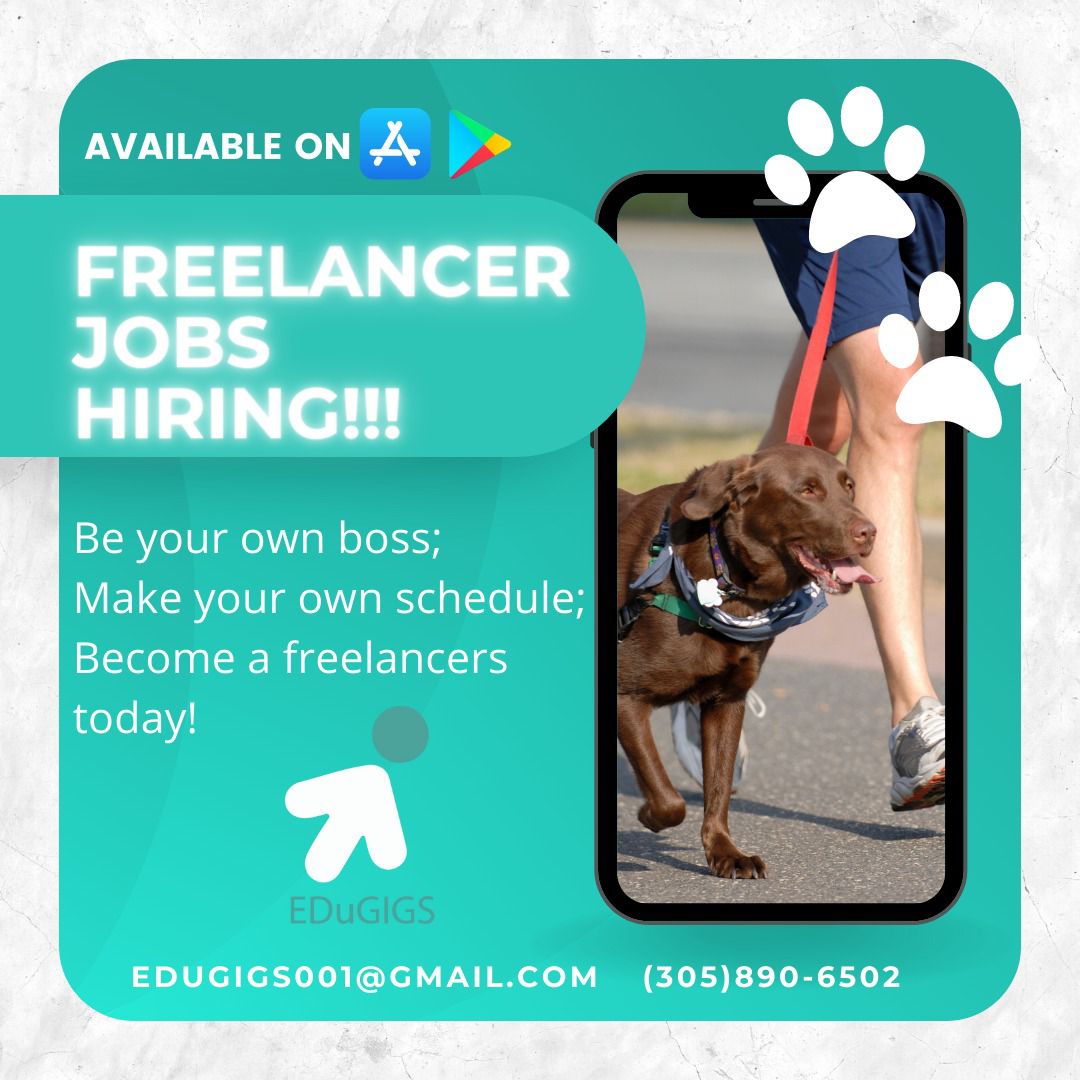 AVAILABLE ON
FREELANCER
JOBS
HIRING!!!
Be your own boss;
Make your own schedule;
Become a freelancers
today!
EDuGIGS
EDUGIGS001@GMAIL.COM (305)890-6502